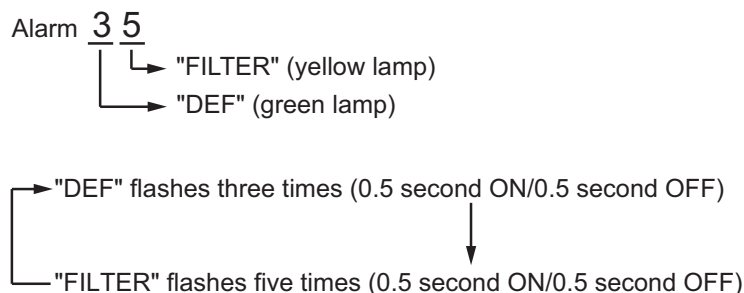 Alarm 3 5
"FILTER" (yellow lamp)
"DEF" (green lamp)
"DEF" flashes three times (0.5 second ON/0.5 second OFF)
"FILTER" flashes five times (0.5 second ON/0.5 second OFF)